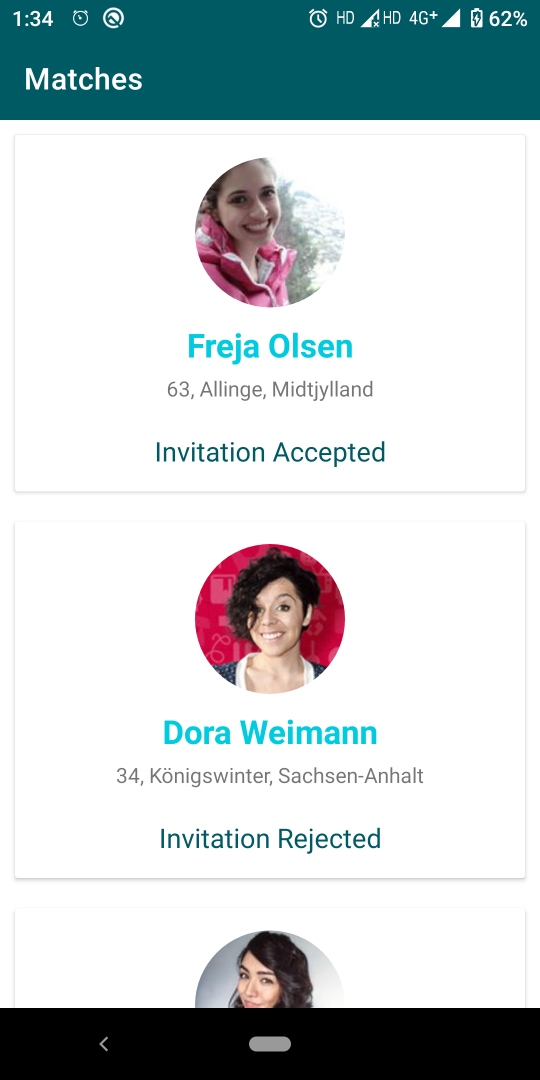 1:34 HD HD 4G+ 62%
Matches
Freja Olsen
63, Allinge, Midtjylland
Invitation Accepted
Dora Weimann
34, Königswinter, Sachsen-Anhalt
Invitation Rejected